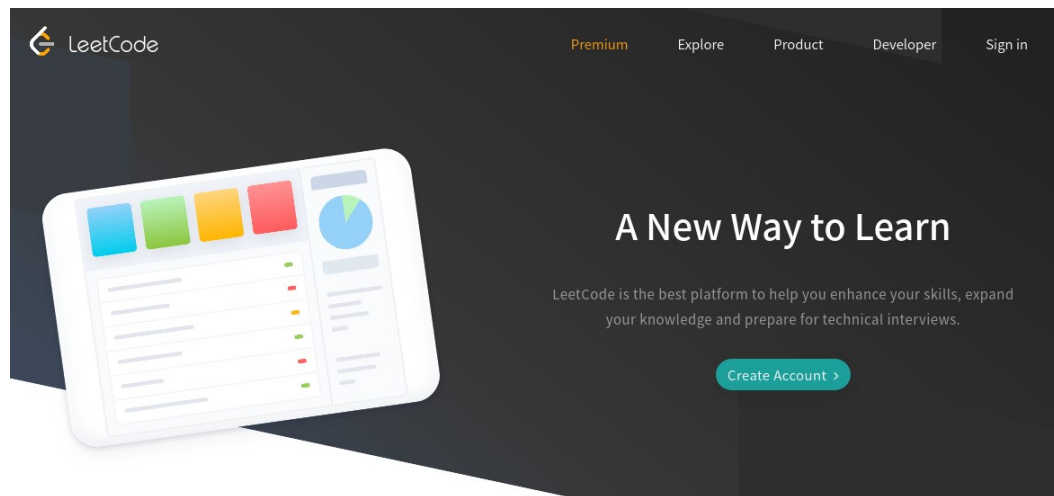 LeetCode
Premium Explore Product Developer Sign in
A New Way to Learn
LeetCode is the best platform to help you enhance your skills, expand
your knowledge and prepare for technical interviews.
Create Account >